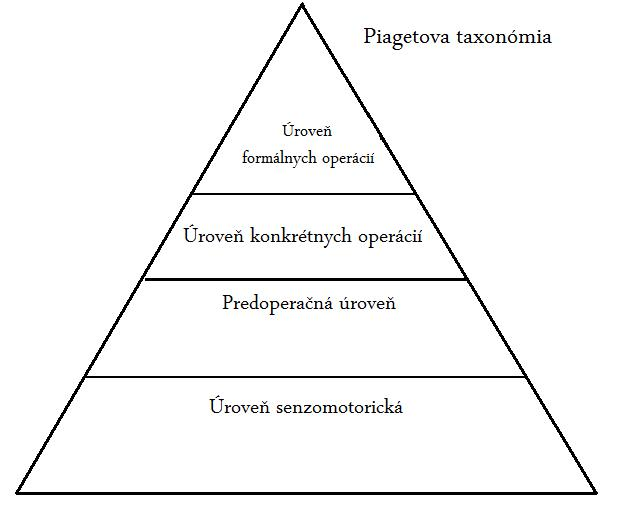 Piagetova taxonómia
Úroveň
formálnych operácií
Úroveň konkrétnych operácií
Predoperačná úroveň
Úroveň senzomotorická